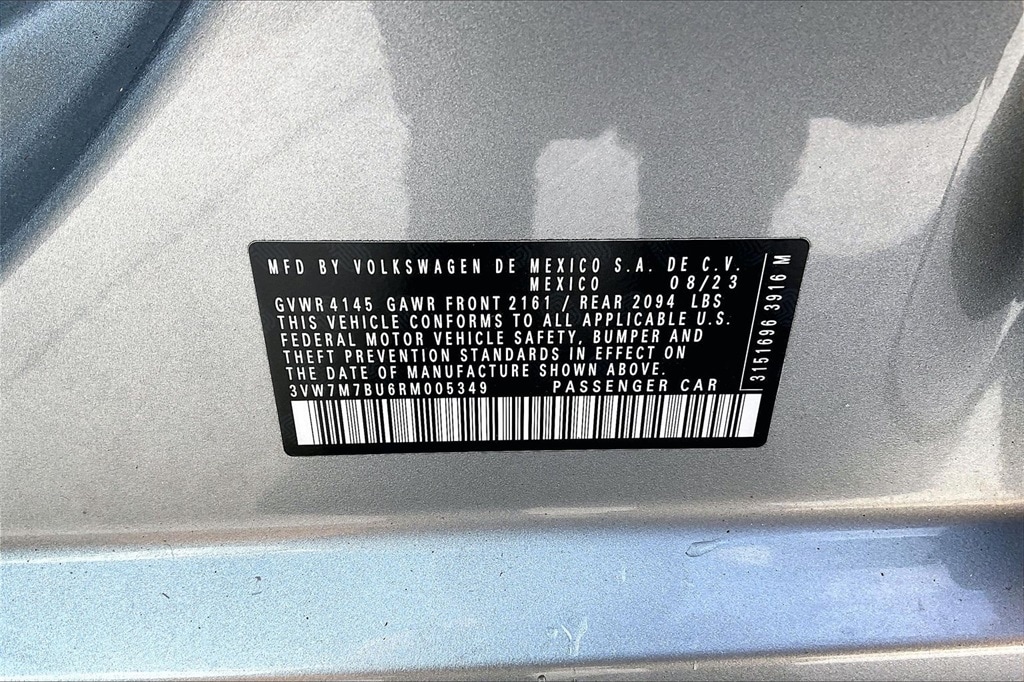 MFD BY VOLKSWAGEN DE MEXICO S.A. DE C.V.
MEXICO 08/23
GVWR 4145 GAWR FRONT 2161 / REAR 2094 LBS
THIS VEHICLE CONFORMS TO ALL APPLICABLE U.S.
FEDERAL MOTOR VEHICLE SAFETY, BUMPER AND
THEFT PREVENTION STANDARDS IN EFFECT ON
THE DATE OF MANUFACTURE SHOWN ABOVE.
3VW7M7BU6RM005349 PASSENGER CAR
3151696 3916 M